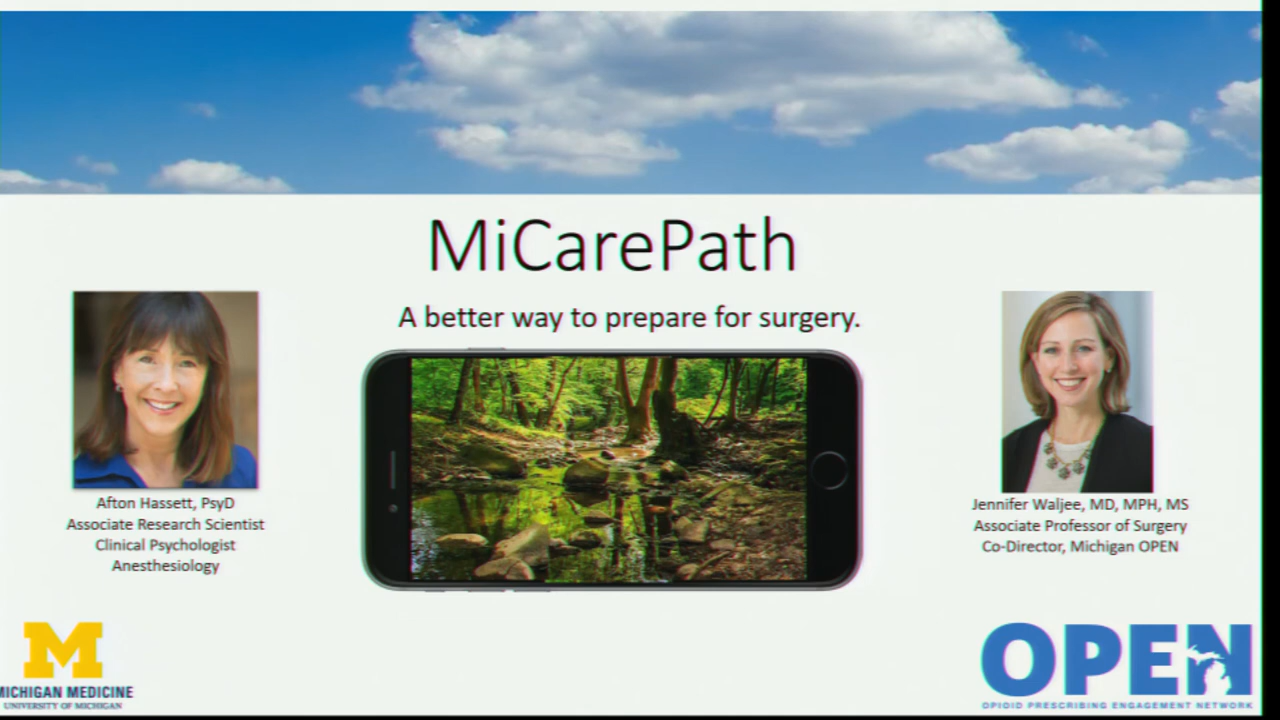 MiCarePath
A better way to prepare for surgery.
Afton Hassett, PsyD
Associate Research Scientist
Clinical Psychologist
Anesthesiology
Jennifer Waljee, MD, MPH, MS
Associate Professor of Surgery
Co-Director, Michigan OPEN
M
MICHIGAN MEDICINE
UNIVERSITY OF MICHIGAN
OPEN
OPIOID PRESCRIBING ENGAGEMENT NETWORK